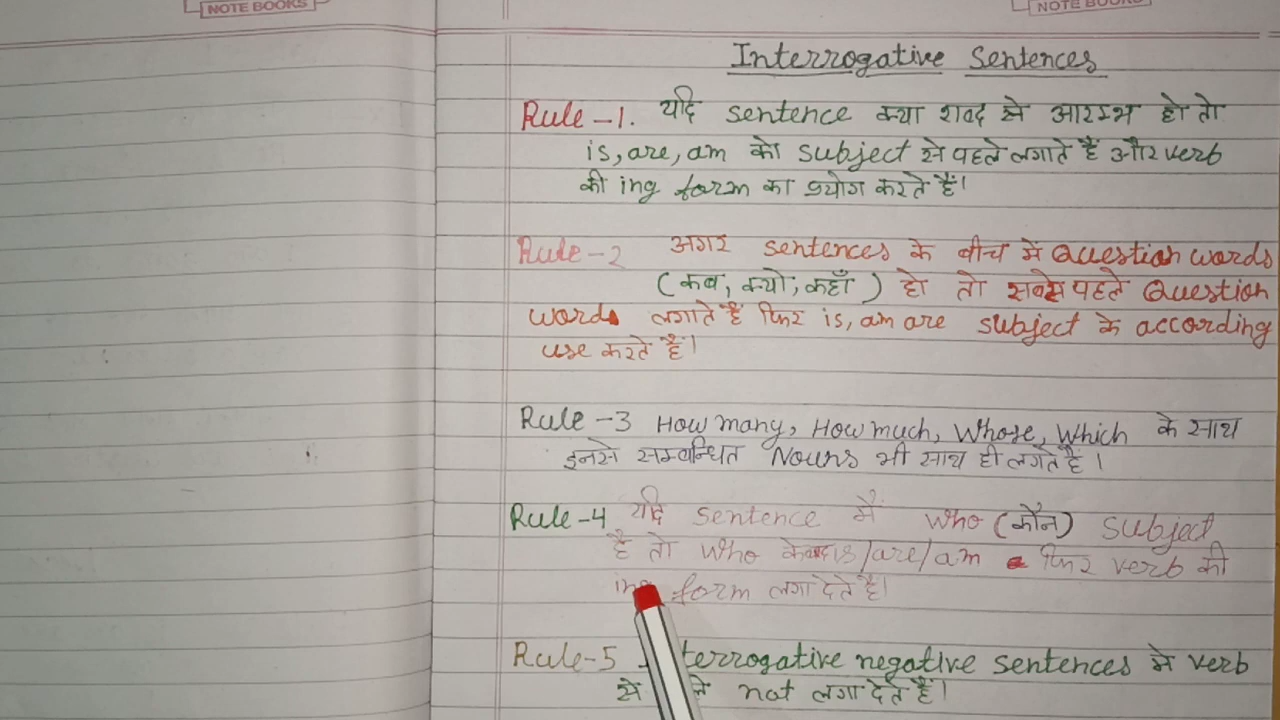 NOTE BOOKS
NOTE BOOKS
Interrogative Sentences
Rule-1. यदि sentence क्या शब्द से आरम्भ हो तो
is, are, am को subject से पहले लगाते हैं और verb
की ing form का प्रयोग करते हैं।
Rule-2 अगर sentences के बीच में Question words
(कब, क्यो, कहाँ) हो तो सबसे पहले Question
words लगाते हैं फिर is, am are subject के according
use करते हैं।
Rule-3 How many, How much, Whose, Which के साथ
इनसे सम्बन्धित Nouns भी साथ ही लगते हैं।
Rule-4 यदि sentence में who (कौन) subject
है तो who के बाद is/are/am फिर verb की
ing form लगा देते है।
Rule-5 Interrogative negative sentences मे verb
से not लगा देते हैं।